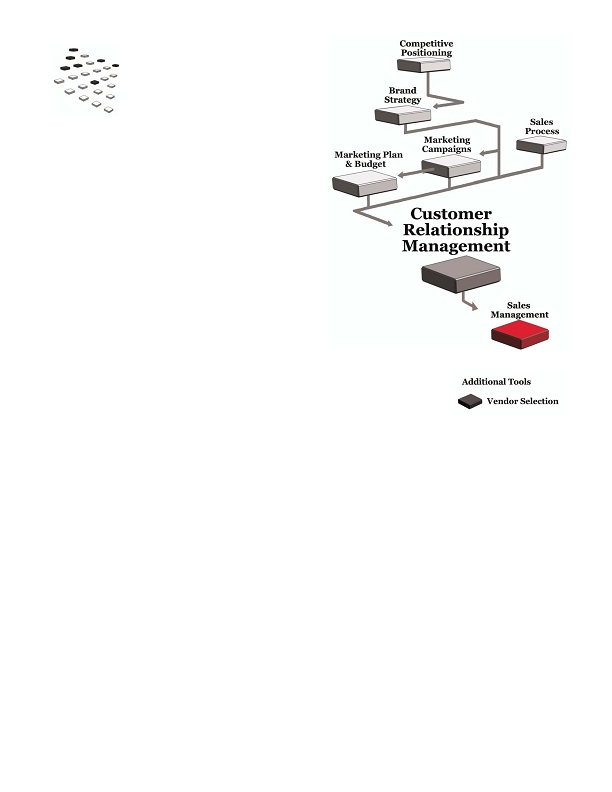 Competitive
Positioning
Brand
Strategy
Sales
Process
Marketing
Campaigns
Marketing Plan
& Budget
Customer
Relationship
Management
Sales
Management
Additional Tools
Vendor Selection